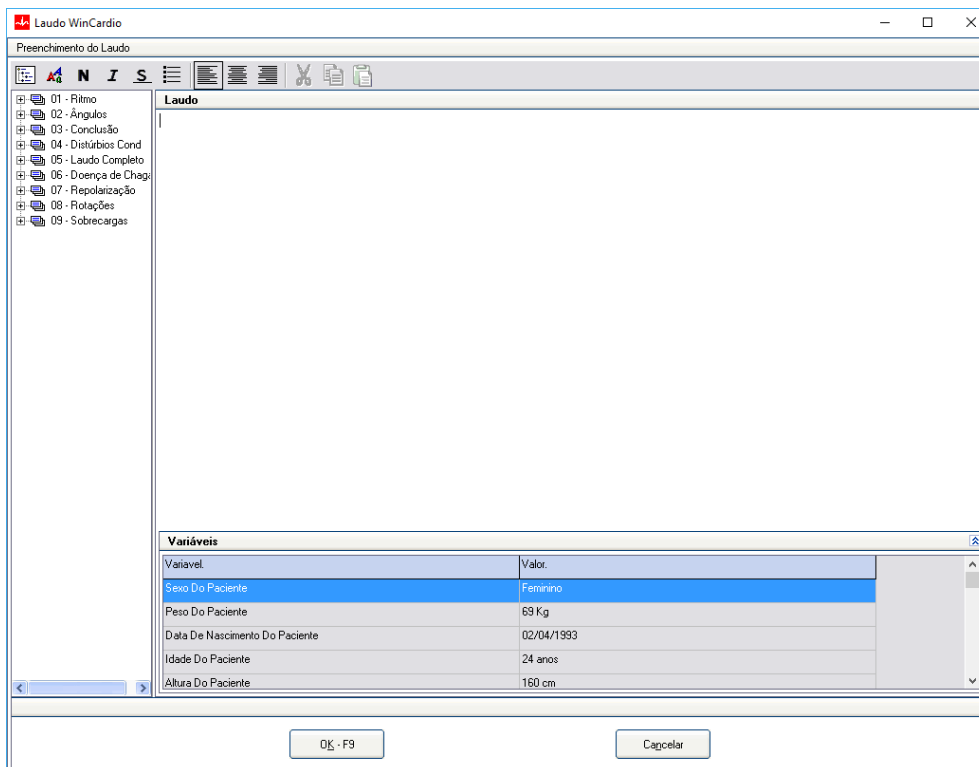 Laudo WinCardio
Preenchimento do Laudo
N I S
01 - Ritmo
02 - Ângulos
03 - Conclusão
04 - Distúrbios Cond
05 - Laudo Completo
06 - Doença de Chaga
07 - Repolarização
08 - Rotações
09 - Sobrecargas
Laudo
Variáveis
Variavel. Valor.
Sexo Do Paciente Feminino
Peso Do Paciente 69 Kg
Data De Nascimento Do Paciente 02/04/1993
Idade Do Paciente 24 anos
Altura Do Paciente 160 cm
OK - F9 Cancelar